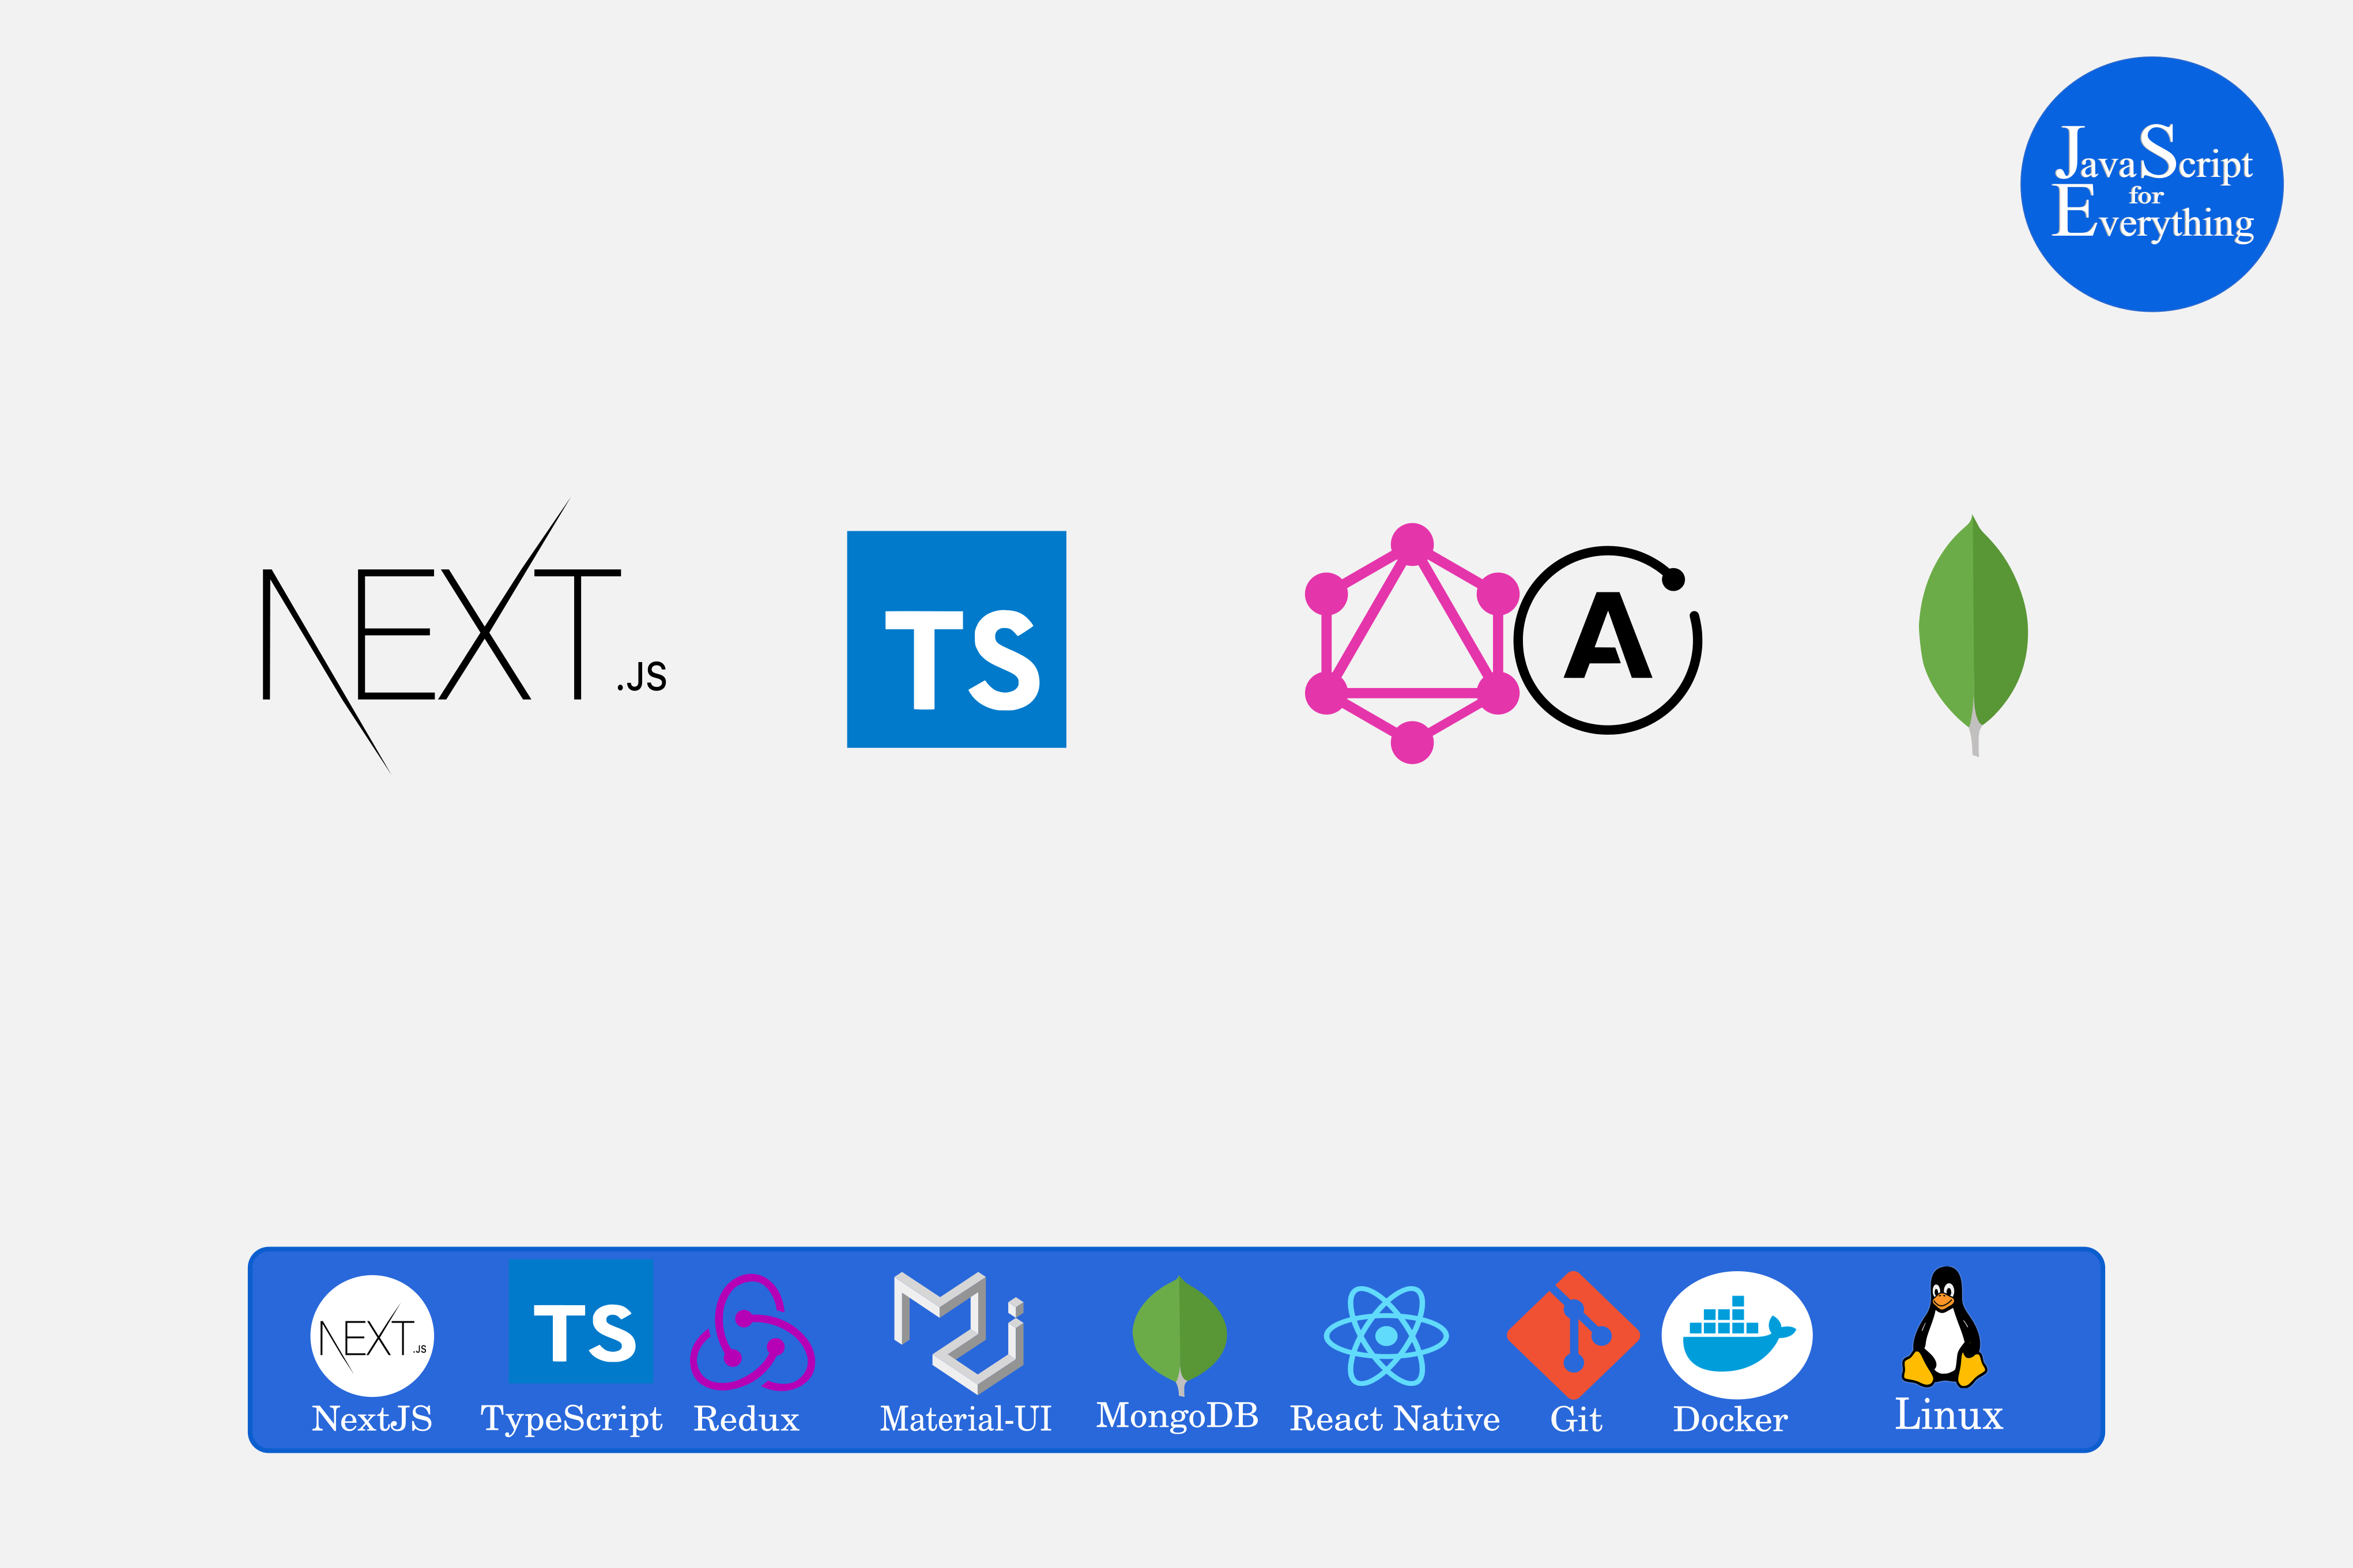 JavaScript
for
Everything
NEXT.JS
TS
A
NEXT.JS
TS
NextJS
TypeScript
Redux
Material-UI
MongoDB
React Native
Git
Docker
Linux